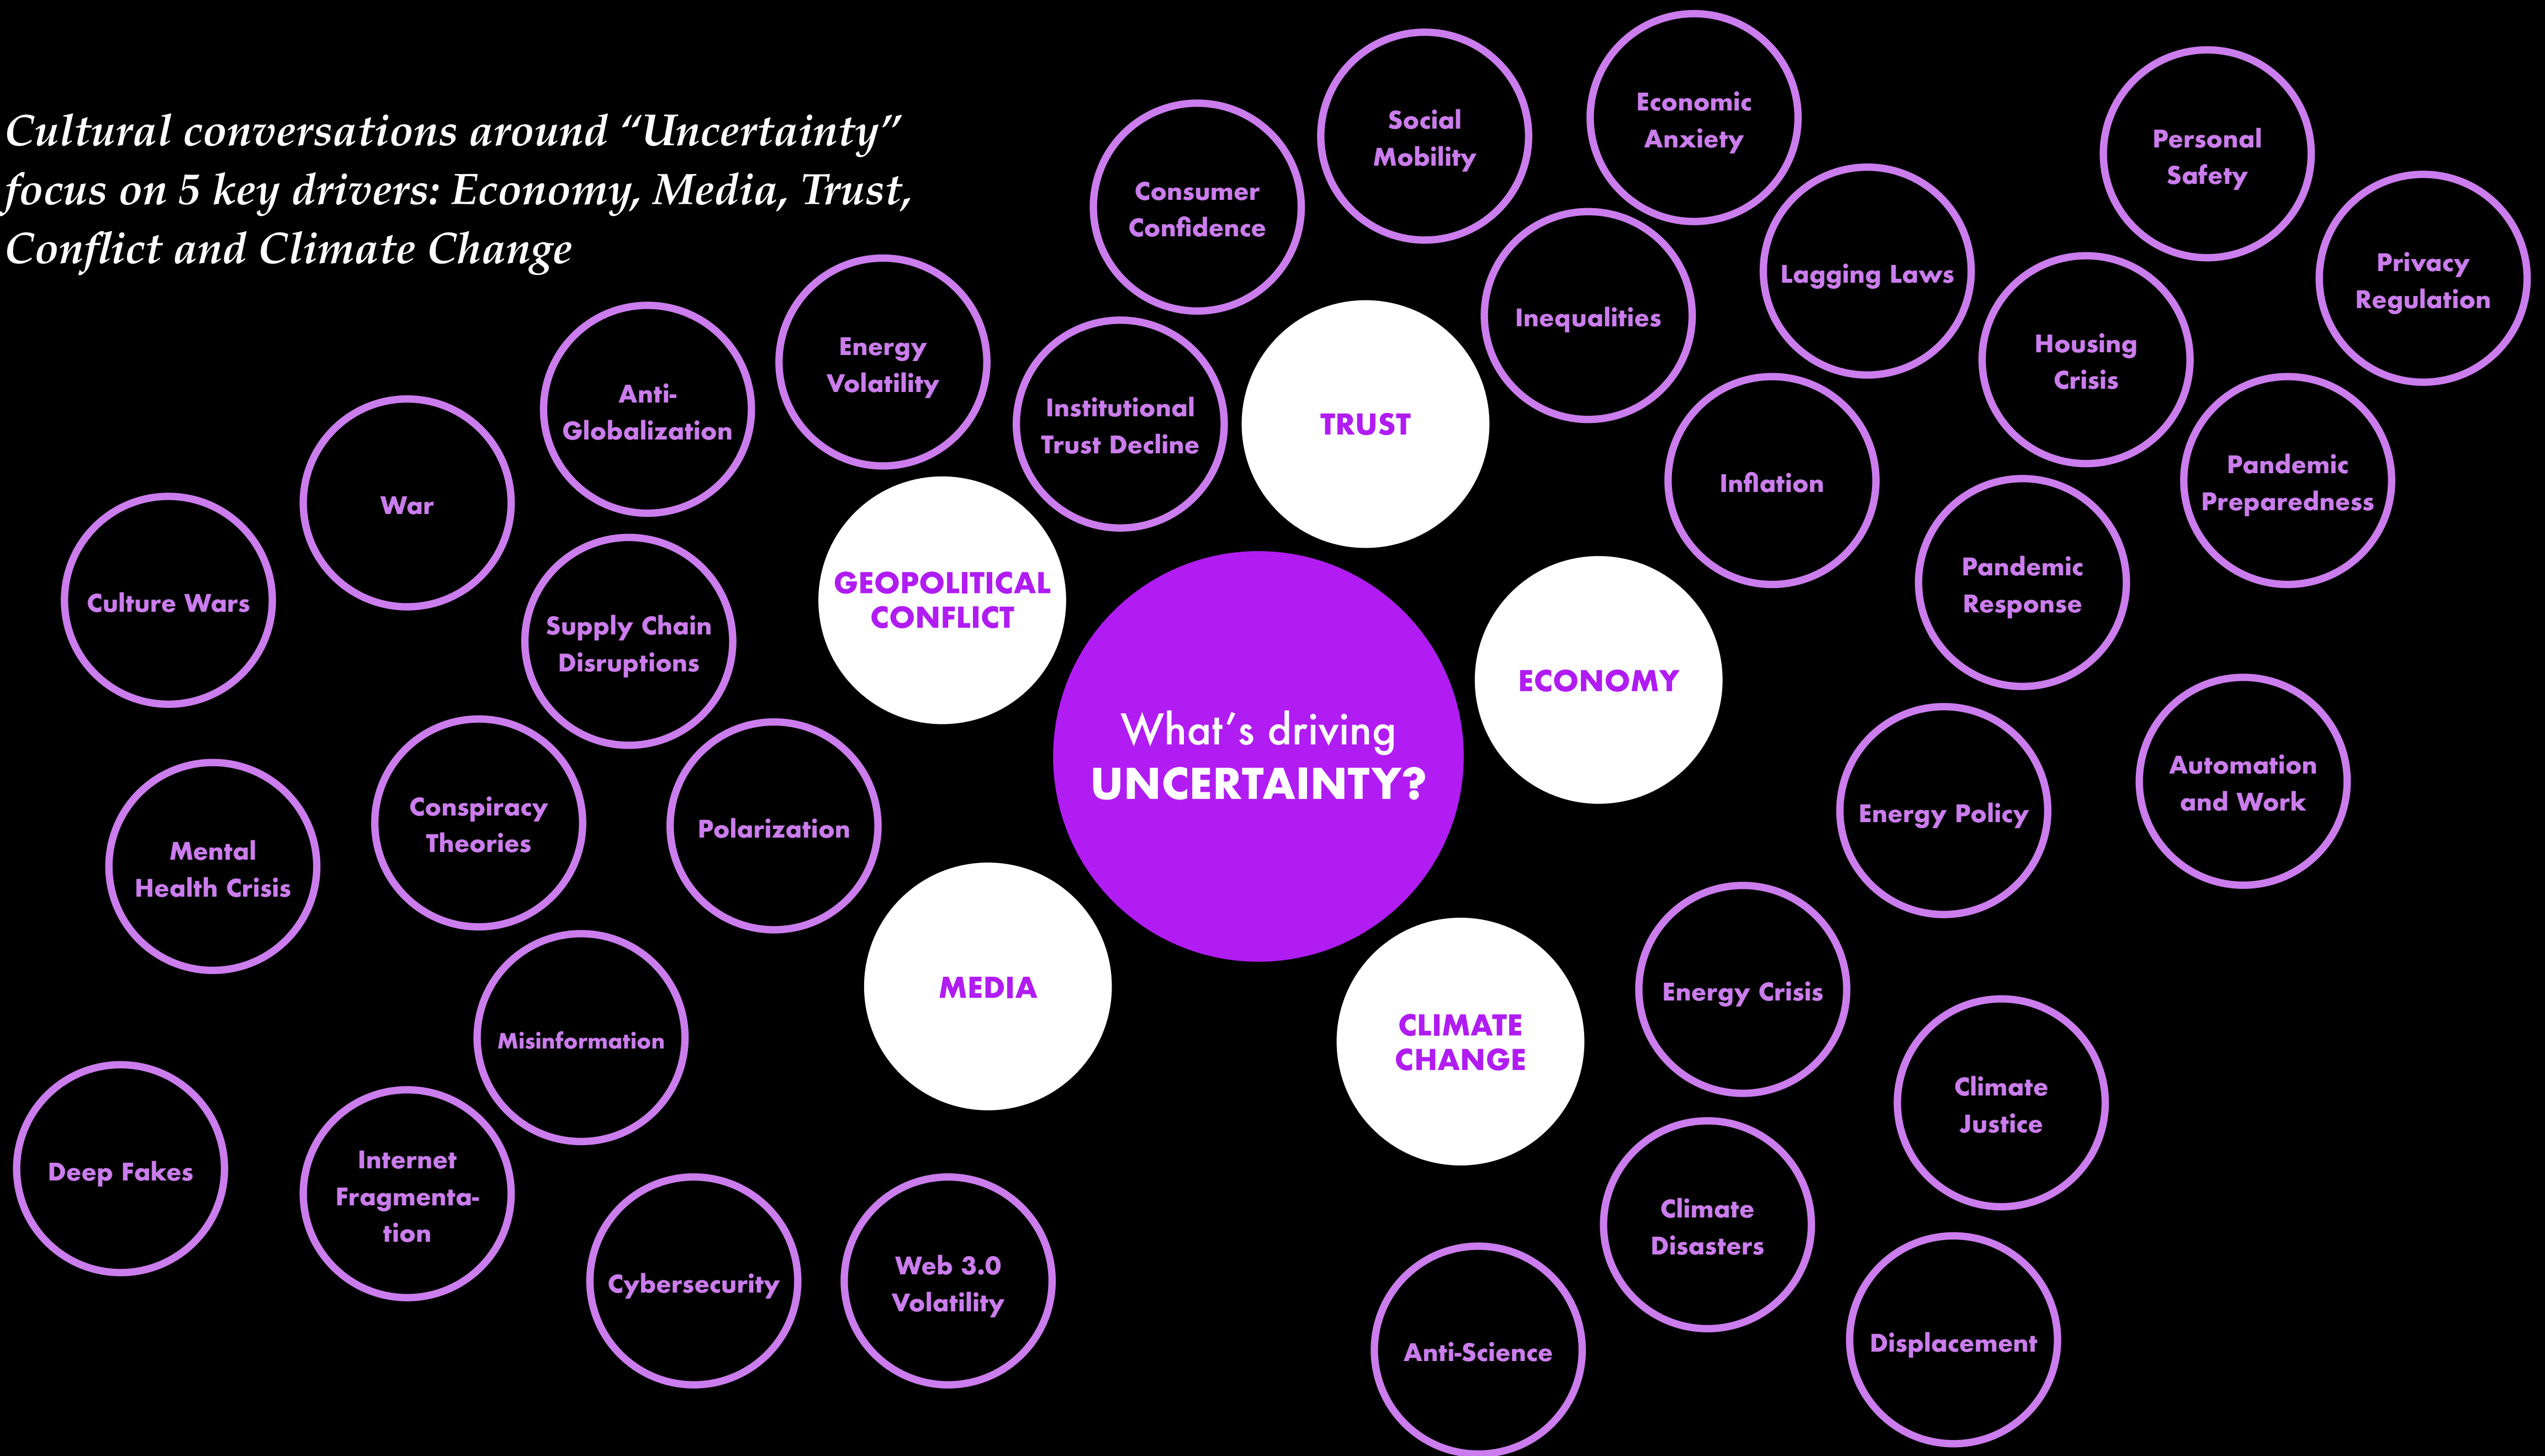 Cultural conversations around “Uncertainty”
focus on 5 key drivers: Economy, Media, Trust,
Conflict and Climate Change
Consumer
Confidence
Social
Mobility
Economic
Anxiety
Personal
Safety
Privacy
Regulation
Lagging Laws
Inequalities
Housing
Crisis
Energy
Volatility
Anti-
Globalization
Institutional
Trust Decline
TRUST
Inflation
Pandemic
Preparedness
War
Culture Wars
Supply Chain
Disruptions
GEOPOLITICAL
CONFLICT
Pandemic
Response
ECONOMY
What’s driving
UNCERTAINTY?
Energy Policy
Automation
and Work
Mental
Health Crisis
Conspiracy
Theories
Polarization
MEDIA
Misinformation
CLIMATE
CHANGE
Energy Crisis
Climate
Justice
Deep Fakes
Internet
Fragmenta-
tion
Cybersecurity
Web 3.0
Volatility
Climate
Disasters
Anti-Science
Displacement